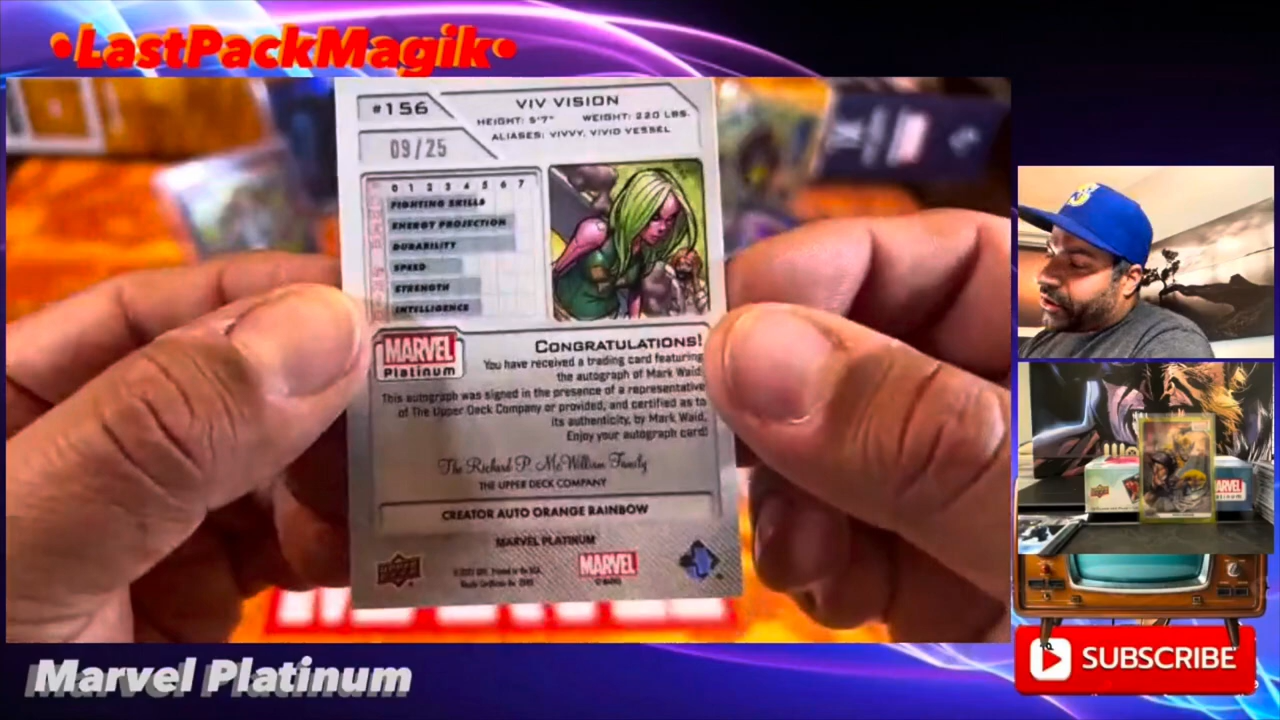 •LastPackMagik•
#156
VIV VISION
HEIGHT: 5'7" WEIGHT: 220 LBS.
ALIASES: VIVVY, VIVID VESSEL
09/25
0 1 2 3 4 5 6 7
FIGHTING SKILLS
ENERGY PROJECTION
DURABILITY
SPEED
STRENGTH
INTELLIGENCE
MARVEL
Platinum
CONGRATULATIONS!
You have received a trading card featuring
the autograph of Mark Waid.
This autograph was signed in the presence of a representative
of The Upper Deck Company or provided, and certified as to
its authenticity, by Mark Waid.
Enjoy your autograph card!
The Richard P. McWilliam Family
THE UPPER DECK COMPANY
CREATOR AUTO ORANGE RAINBOW
MARVEL PLATINUM
UPPER DECK
MARVEL
MARVEL
Platinum
Marvel Platinum
SUBSCRIBE